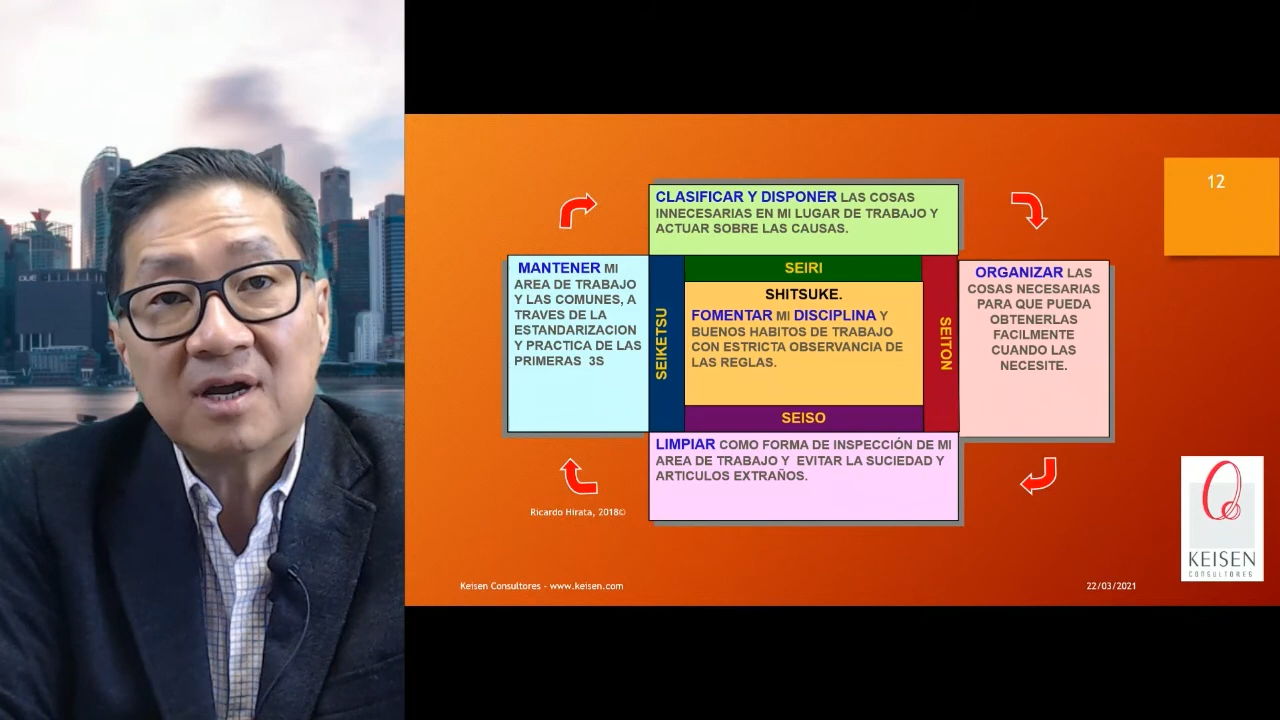 12
CLASIFICAR Y DISPONER LAS COSAS
INNECESARIAS EN MI LUGAR DE TRABAJO Y
ACTUAR SOBRE LAS CAUSAS.
MANTENER MI
AREA DE TRABAJO
Y LAS COMUNES, A
TRAVES DE LA
ESTANDARIZACION
Y PRACTICA DE LAS
PRIMERAS 3S
SEIKETSU
SEIRI
SHITSUKE.
FOMENTAR MI DISCIPLINA Y
BUENOS HABITOS DE TRABAJO
CON ESTRICTA OBSERVANCIA DE
LAS REGLAS.
SEITON
ORGANIZAR LAS
COSAS NECESARIAS
PARA QUE PUEDA
OBTENERLAS
FACILMENTE
CUANDO LAS
NECESITE.
SEISO
LIMPIAR COMO FORMA DE INSPECCIÓN DE MI
AREA DE TRABAJO Y EVITAR LA SUCIEDAD Y
ARTICULOS EXTRAÑOS.
Ricardo Hirata, 2018©
KEISEN
CONSULTORES
Keisen Consultores - www.keisen.com
22/03/2021